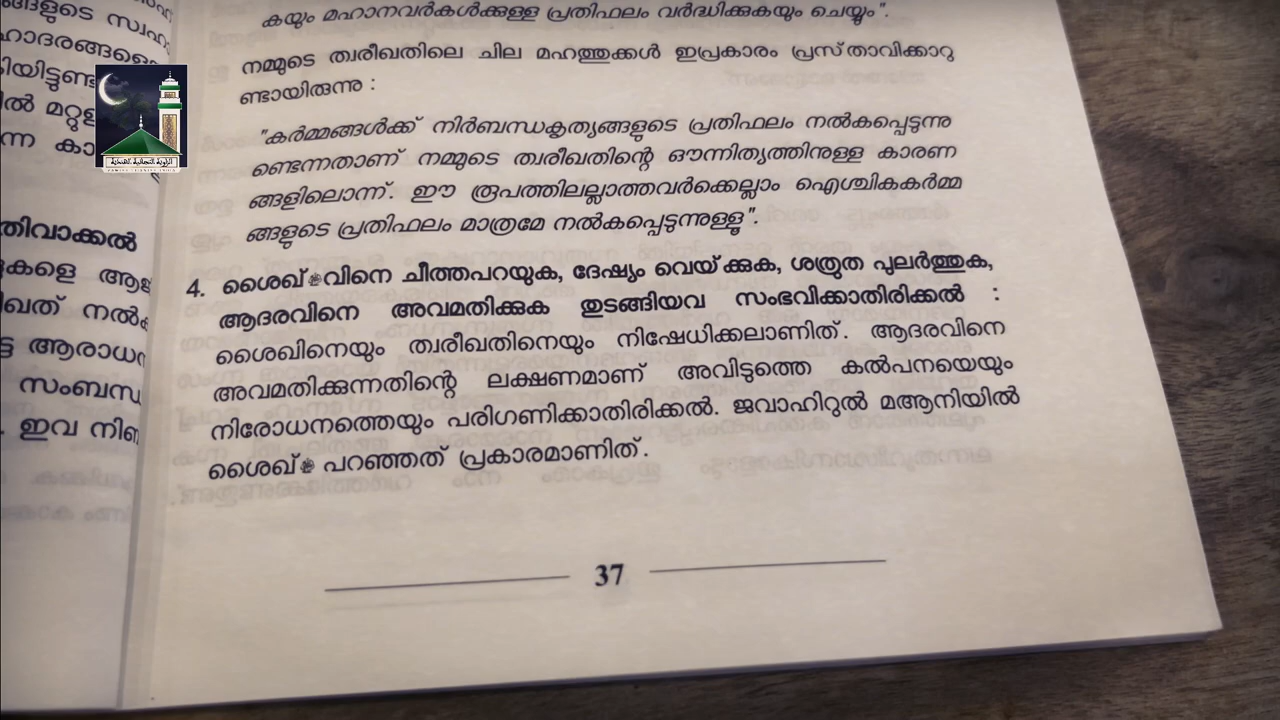 കയും മഹാനവർകൾക്കുള്ള പ്രതിഫലം വർദ്ധിക്കുകയും ചെയ്യും".
നമ്മുടെ ത്വരീഖതിലെ ചില മഹത്തുക്കൾ ഇപ്രകാരം പ്രസ്താവിക്കാറു
ണ്ടായിരുന്നു :
"കർമ്മങ്ങൾക്ക് നിർബന്ധകൃത്യങ്ങളുടെ പ്രതിഫലം നൽകപ്പെടുന്നു
ണ്ടെന്നതാണ് നമ്മുടെ ത്വരീഖതിന്റെ ഔന്നിത്യത്തിനുള്ള കാരണ
ങ്ങളിലൊന്ന്. ഈ രൂപത്തിലല്ലാത്തവർക്കെല്ലാം ഐശ്ചികകർമ്മ
ങ്ങളുടെ പ്രതിഫലം മാത്രമേ നൽകപ്പെടുന്നുള്ളൂ".
4. ശൈഖ്‌വിനെ ചീത്തപറയുക, ദേഷ്യം വെയ്ക്കുക, ശത്രുത പുലർത്തുക,
ആദരവിനെ അവമതിക്കുക തുടങ്ങിയവ സംഭവിക്കാതിരിക്കൽ :
ശൈഖിനെയും ത്വരീഖതിനെയും നിഷേധിക്കലാണിത്. ആദരവിനെ
അവമതിക്കുന്നതിന്റെ ലക്ഷണമാണ് അവിടുത്തെ കൽപനയെയും
നിരോധനത്തെയും പരിഗണിക്കാതിരിക്കൽ. ജവാഹിറുൽ മആനിയിൽ
ശൈഖ് പറഞ്ഞത് പ്രകാരമാണിത്.
37